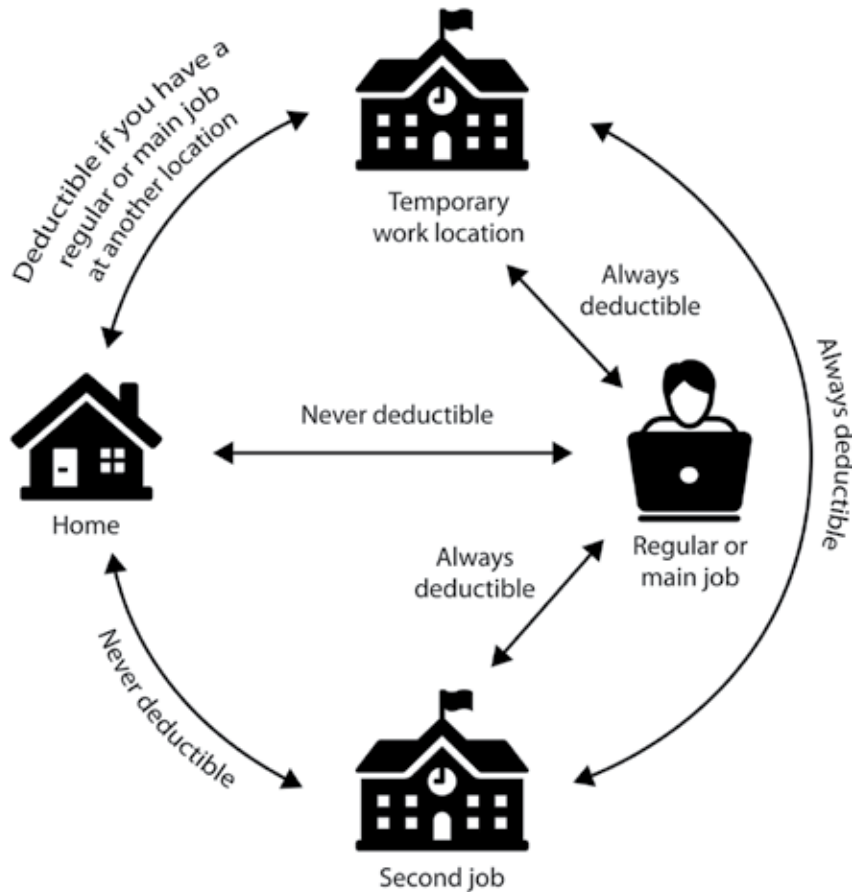 Deductible if you have a
regular or main job
at another location
Temporary
work location
Always
deductible
Always deductible
Never deductible
Home
Regular or
main job
Always
deductible
Never deductible
Second job